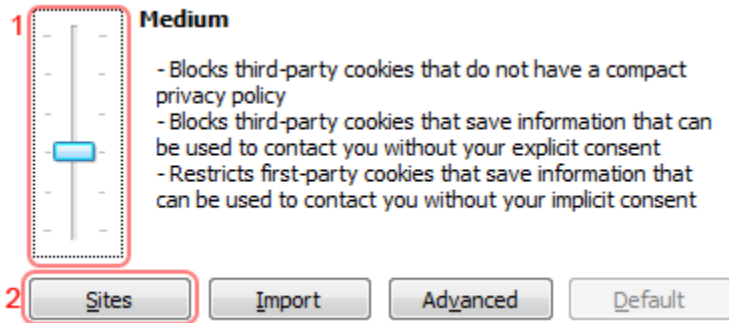 1
Medium
- Blocks third-party cookies that do not have a compact
privacy policy
- Blocks third-party cookies that save information that can
be used to contact you without your explicit consent
- Restricts first-party cookies that save information that
can be used to contact you without your implicit consent
2
Sites
Import
Advanced
Default